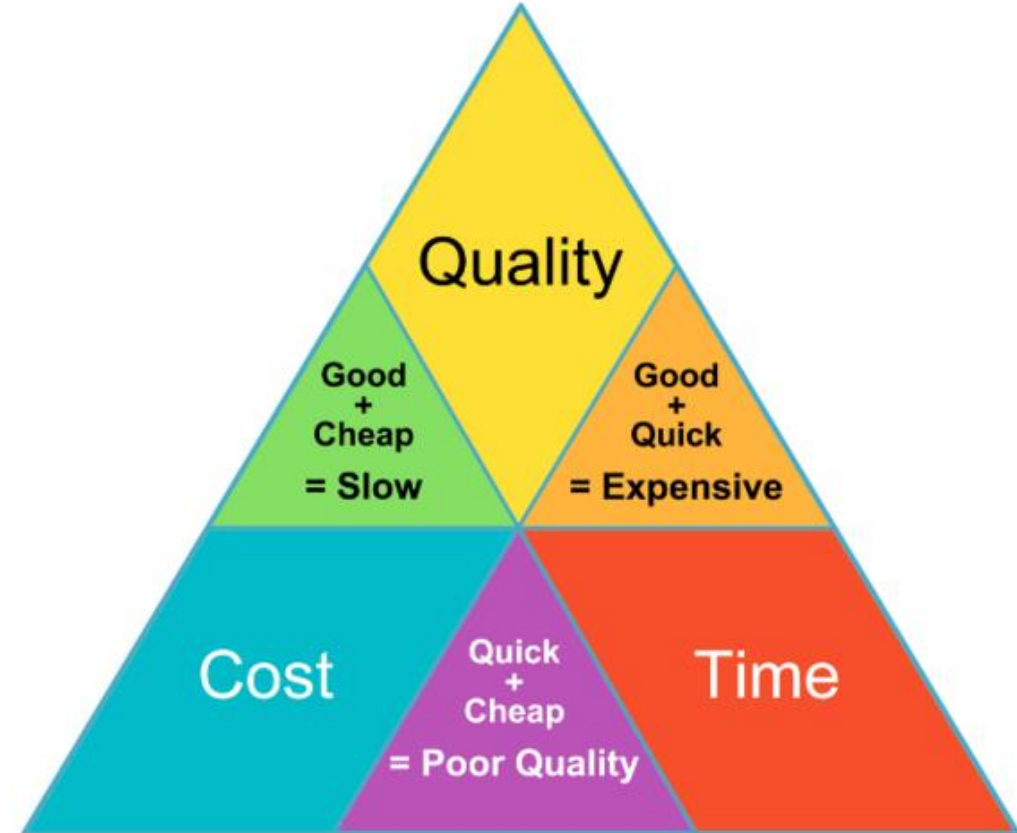 Quality
Good
+
Cheap
= Slow
Good
+
Quick
= Expensive
Cost
Quick
+
Cheap
= Poor Quality
Time